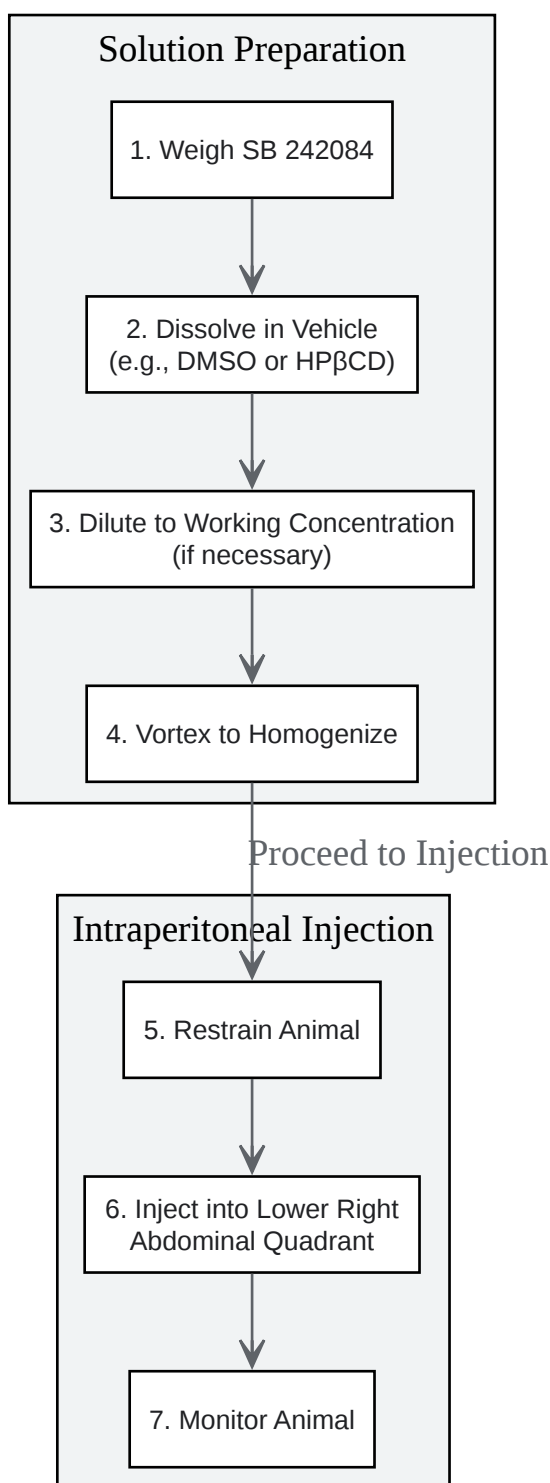 Solution Preparation
1. Weigh SB 242084
2. Dissolve in Vehicle
(e.g., DMSO or HPβCD)
3. Dilute to Working Concentration
(if necessary)
4. Vortex to Homogenize
Proceed to Injection
Intraperitoneal Injection
5. Restrain Animal
6. Inject into Lower Right
Abdominal Quadrant
7. Monitor Animal